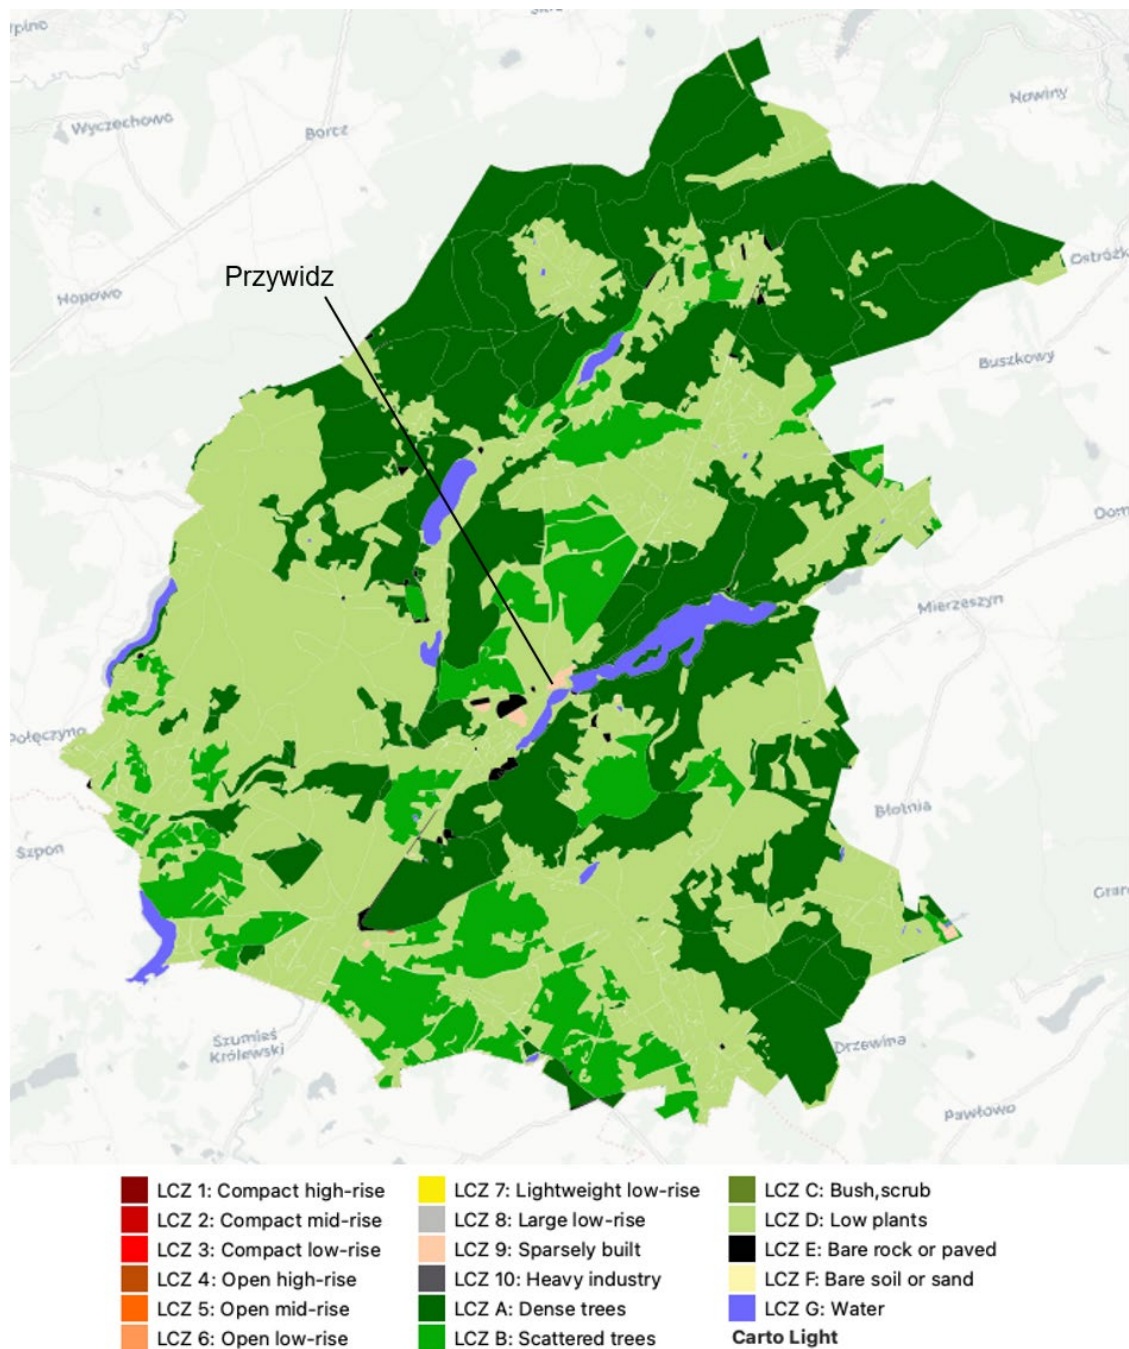 Wyczechowo
Borcz
Nowiny
Przywidz
Hopowo
Buszkowy
Mierzeszyn
Połęczyno
Błotnia
Szpon
Szumieś
Królewski
Drzewina
Pawłowo
LCZ 1: Compact high-rise
LCZ 2: Compact mid-rise
LCZ 3: Compact low-rise
LCZ 4: Open high-rise
LCZ 5: Open mid-rise
LCZ 6: Open low-rise
LCZ 7: Lightweight low-rise
LCZ 8: Large low-rise
LCZ 9: Sparsely built
LCZ 10: Heavy industry
LCZ A: Dense trees
LCZ B: Scattered trees
LCZ C: Bush,scrub
LCZ D: Low plants
LCZ E: Bare rock or paved
LCZ F: Bare soil or sand
LCZ G: Water
Carto Light